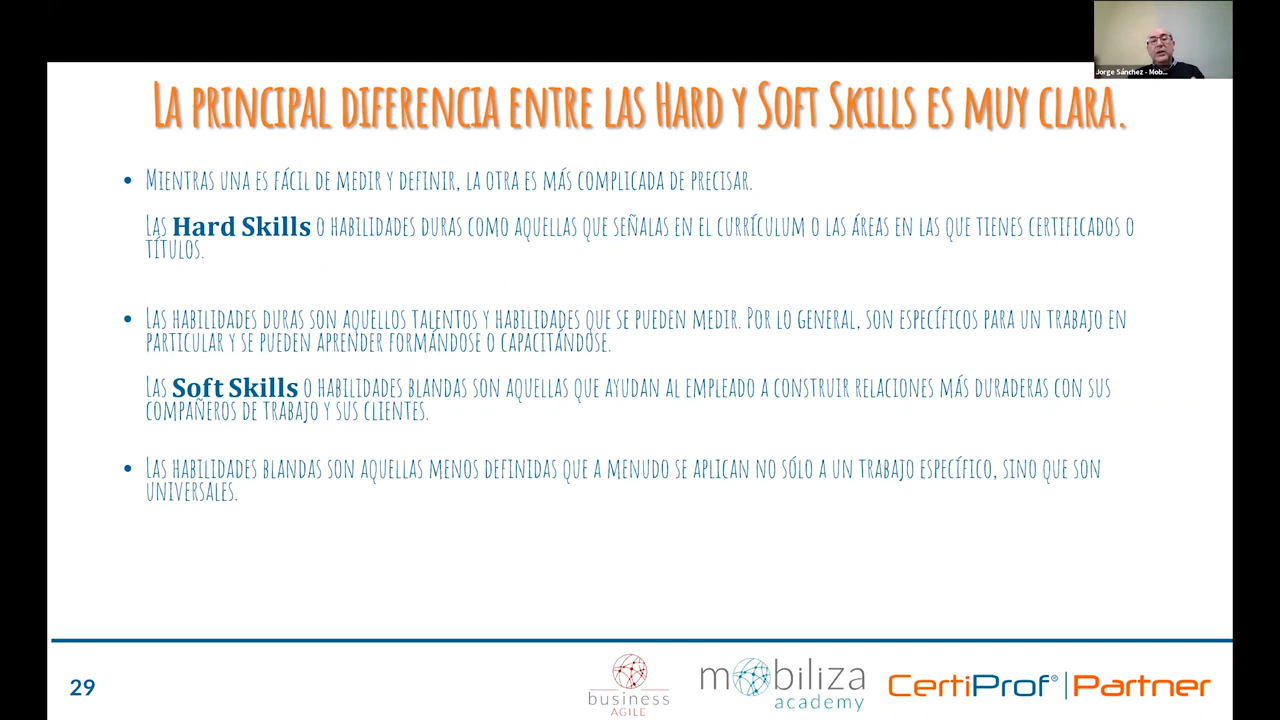 Jorge Sánchez - Mob...
La principal diferencia entre las Hard y Soft Skills es muy clara.
• Mientras una es fácil de medir y definir, la otra es más complicada de precisar.
Las Hard Skills o habilidades duras como aquellas que señalas en el currículum o las áreas en las que tienes certificados o
títulos.
• Las habilidades duras son aquellos talentos y habilidades que se pueden medir. Por lo general, son específicos para un trabajo en
particular y se pueden aprender formándose o capacitándose.
Las Soft Skills o habilidades blandas son aquellas que ayudan al empleado a construir relaciones más duraderas con sus
compañeros de trabajo y sus clientes.
• Las habilidades blandas son aquellas menos definidas que a menudo se aplican no sólo a un trabajo específico, sino que son
universales.
29
business
AGILE
mobiliza
academy
CertiProf® | Partner